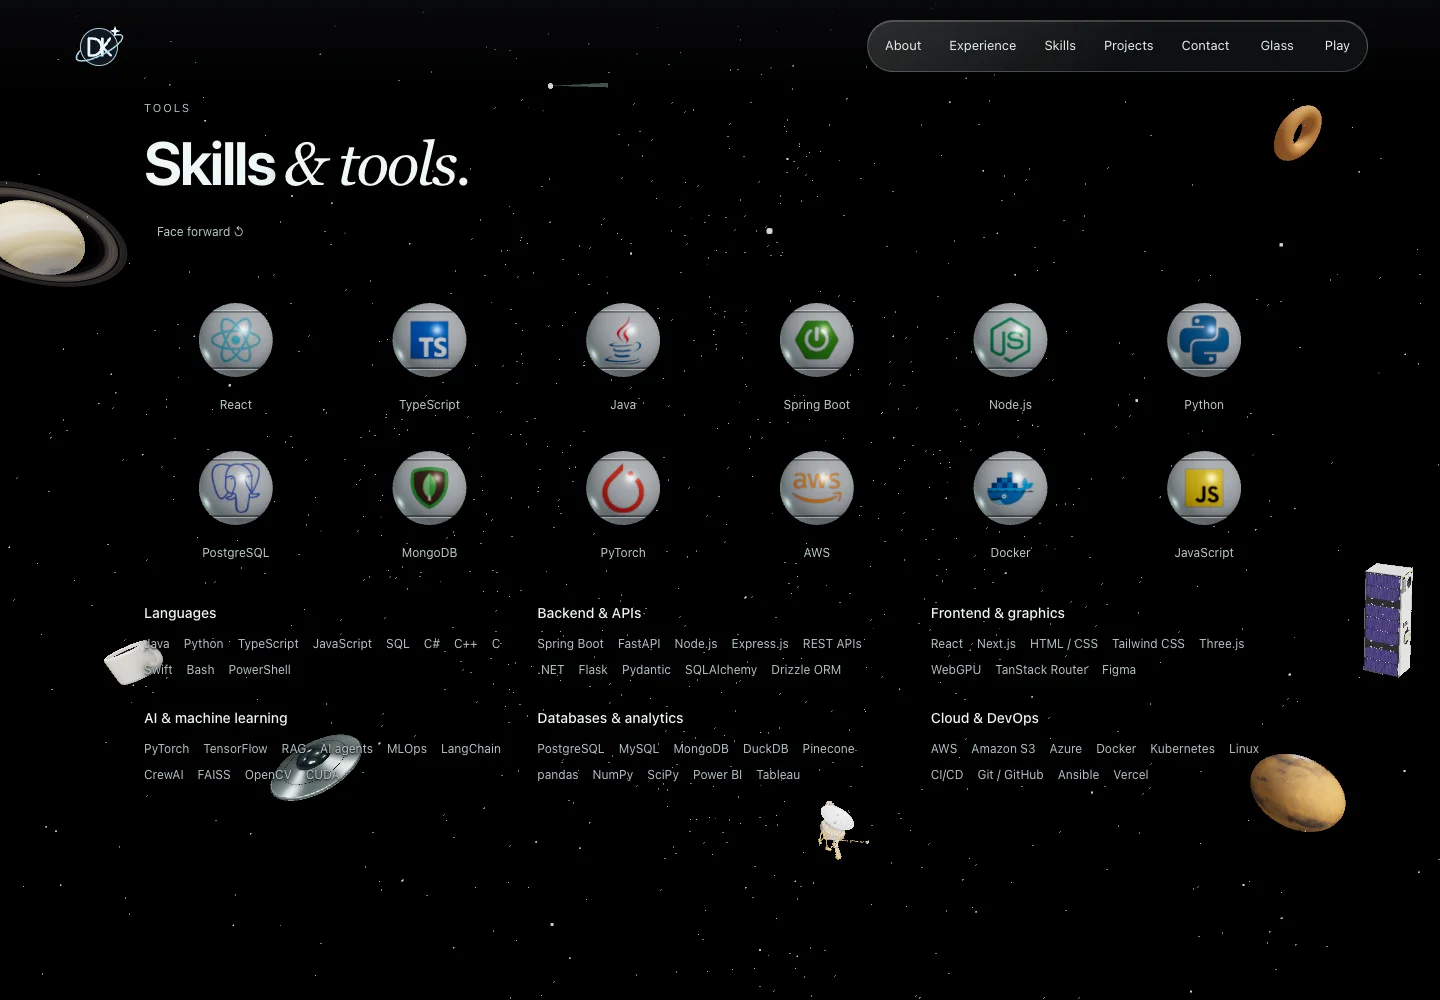 DK
About Experience Skills Projects Contact Glass Play
TOOLS
Skills & tools.
Face forward ↺
TS JS
React TypeScript Java Spring Boot Node.js Python
aws JS
PostgreSQL MongoDB PyTorch AWS Docker JavaScript
Languages
Java Python TypeScript JavaScript SQL C# C++ C
Swift Bash PowerShell
Backend & APIs
Spring Boot FastAPI Node.js Express.js REST APIs
.NET Flask Pydantic SQLAlchemy Drizzle ORM
Frontend & graphics
React Next.js HTML / CSS Tailwind CSS Three.js
WebGPU TanStack Router Figma
AI & machine learning
PyTorch TensorFlow RAG AI agents MLOps LangChain
CrewAI FAISS OpenCV CUDA
Databases & analytics
PostgreSQL MySQL MongoDB DuckDB Pinecone
pandas NumPy SciPy Power BI Tableau
Cloud & DevOps
AWS Amazon S3 Azure Docker Kubernetes Linux
CI/CD Git / GitHub Ansible Vercel